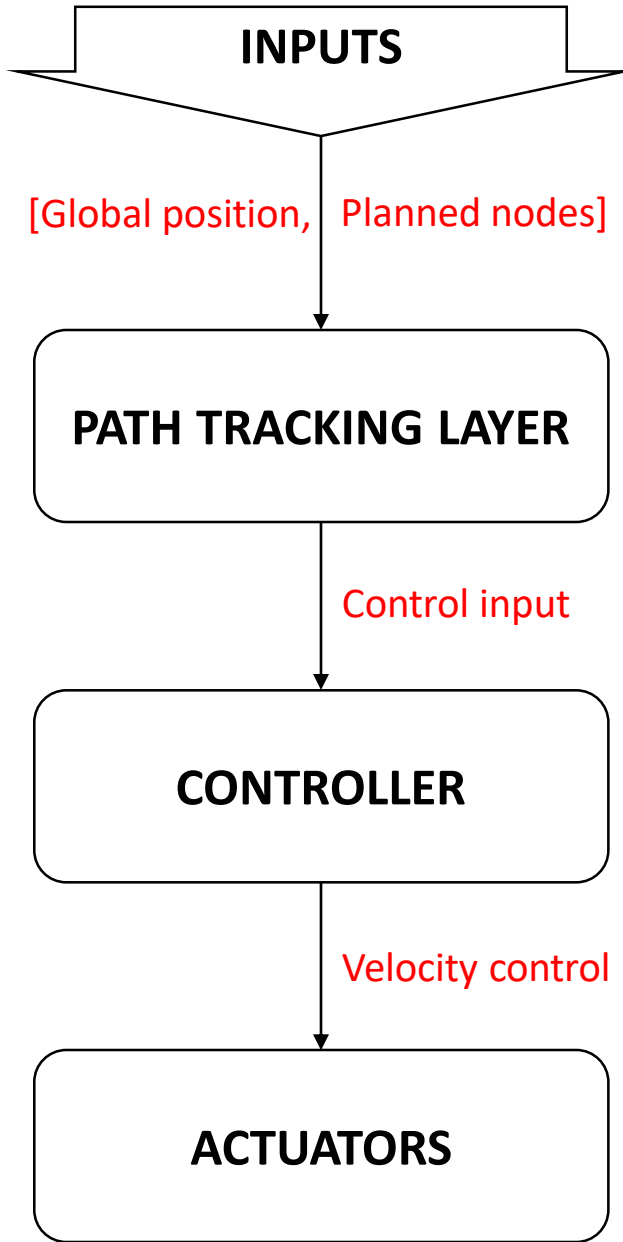 INPUTS
[Global position, Planned nodes]
PATH TRACKING LAYER
Control input
CONTROLLER
Velocity control
ACTUATORS